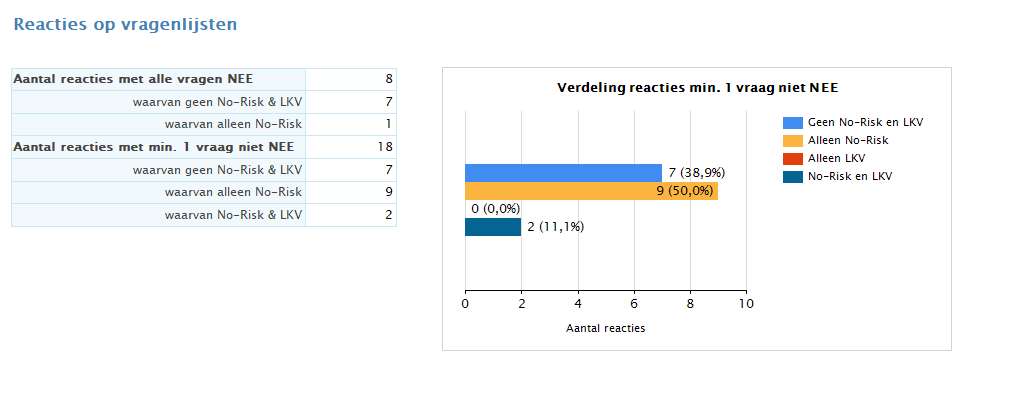 Reacties op vragenlijsten
Aantal reacties met alle vragen NEE 8
waarvan geen No-Risk & LKV 7
waarvan alleen No-Risk 1
Aantal reacties met min. 1 vraag niet NEE 18
waarvan geen No-Risk & LKV 7
waarvan alleen No-Risk 9
waarvan No-Risk & LKV 2
Verdeling reacties min. 1 vraag niet NEE
Geen No-Risk en LKV
Alleen No-Risk
Alleen LKV
No-Risk en LKV
7 (38,9%)
9 (50,0%)
0 (0,0%)
2 (11,1%)
0 2 4 6 8 10
Aantal reacties